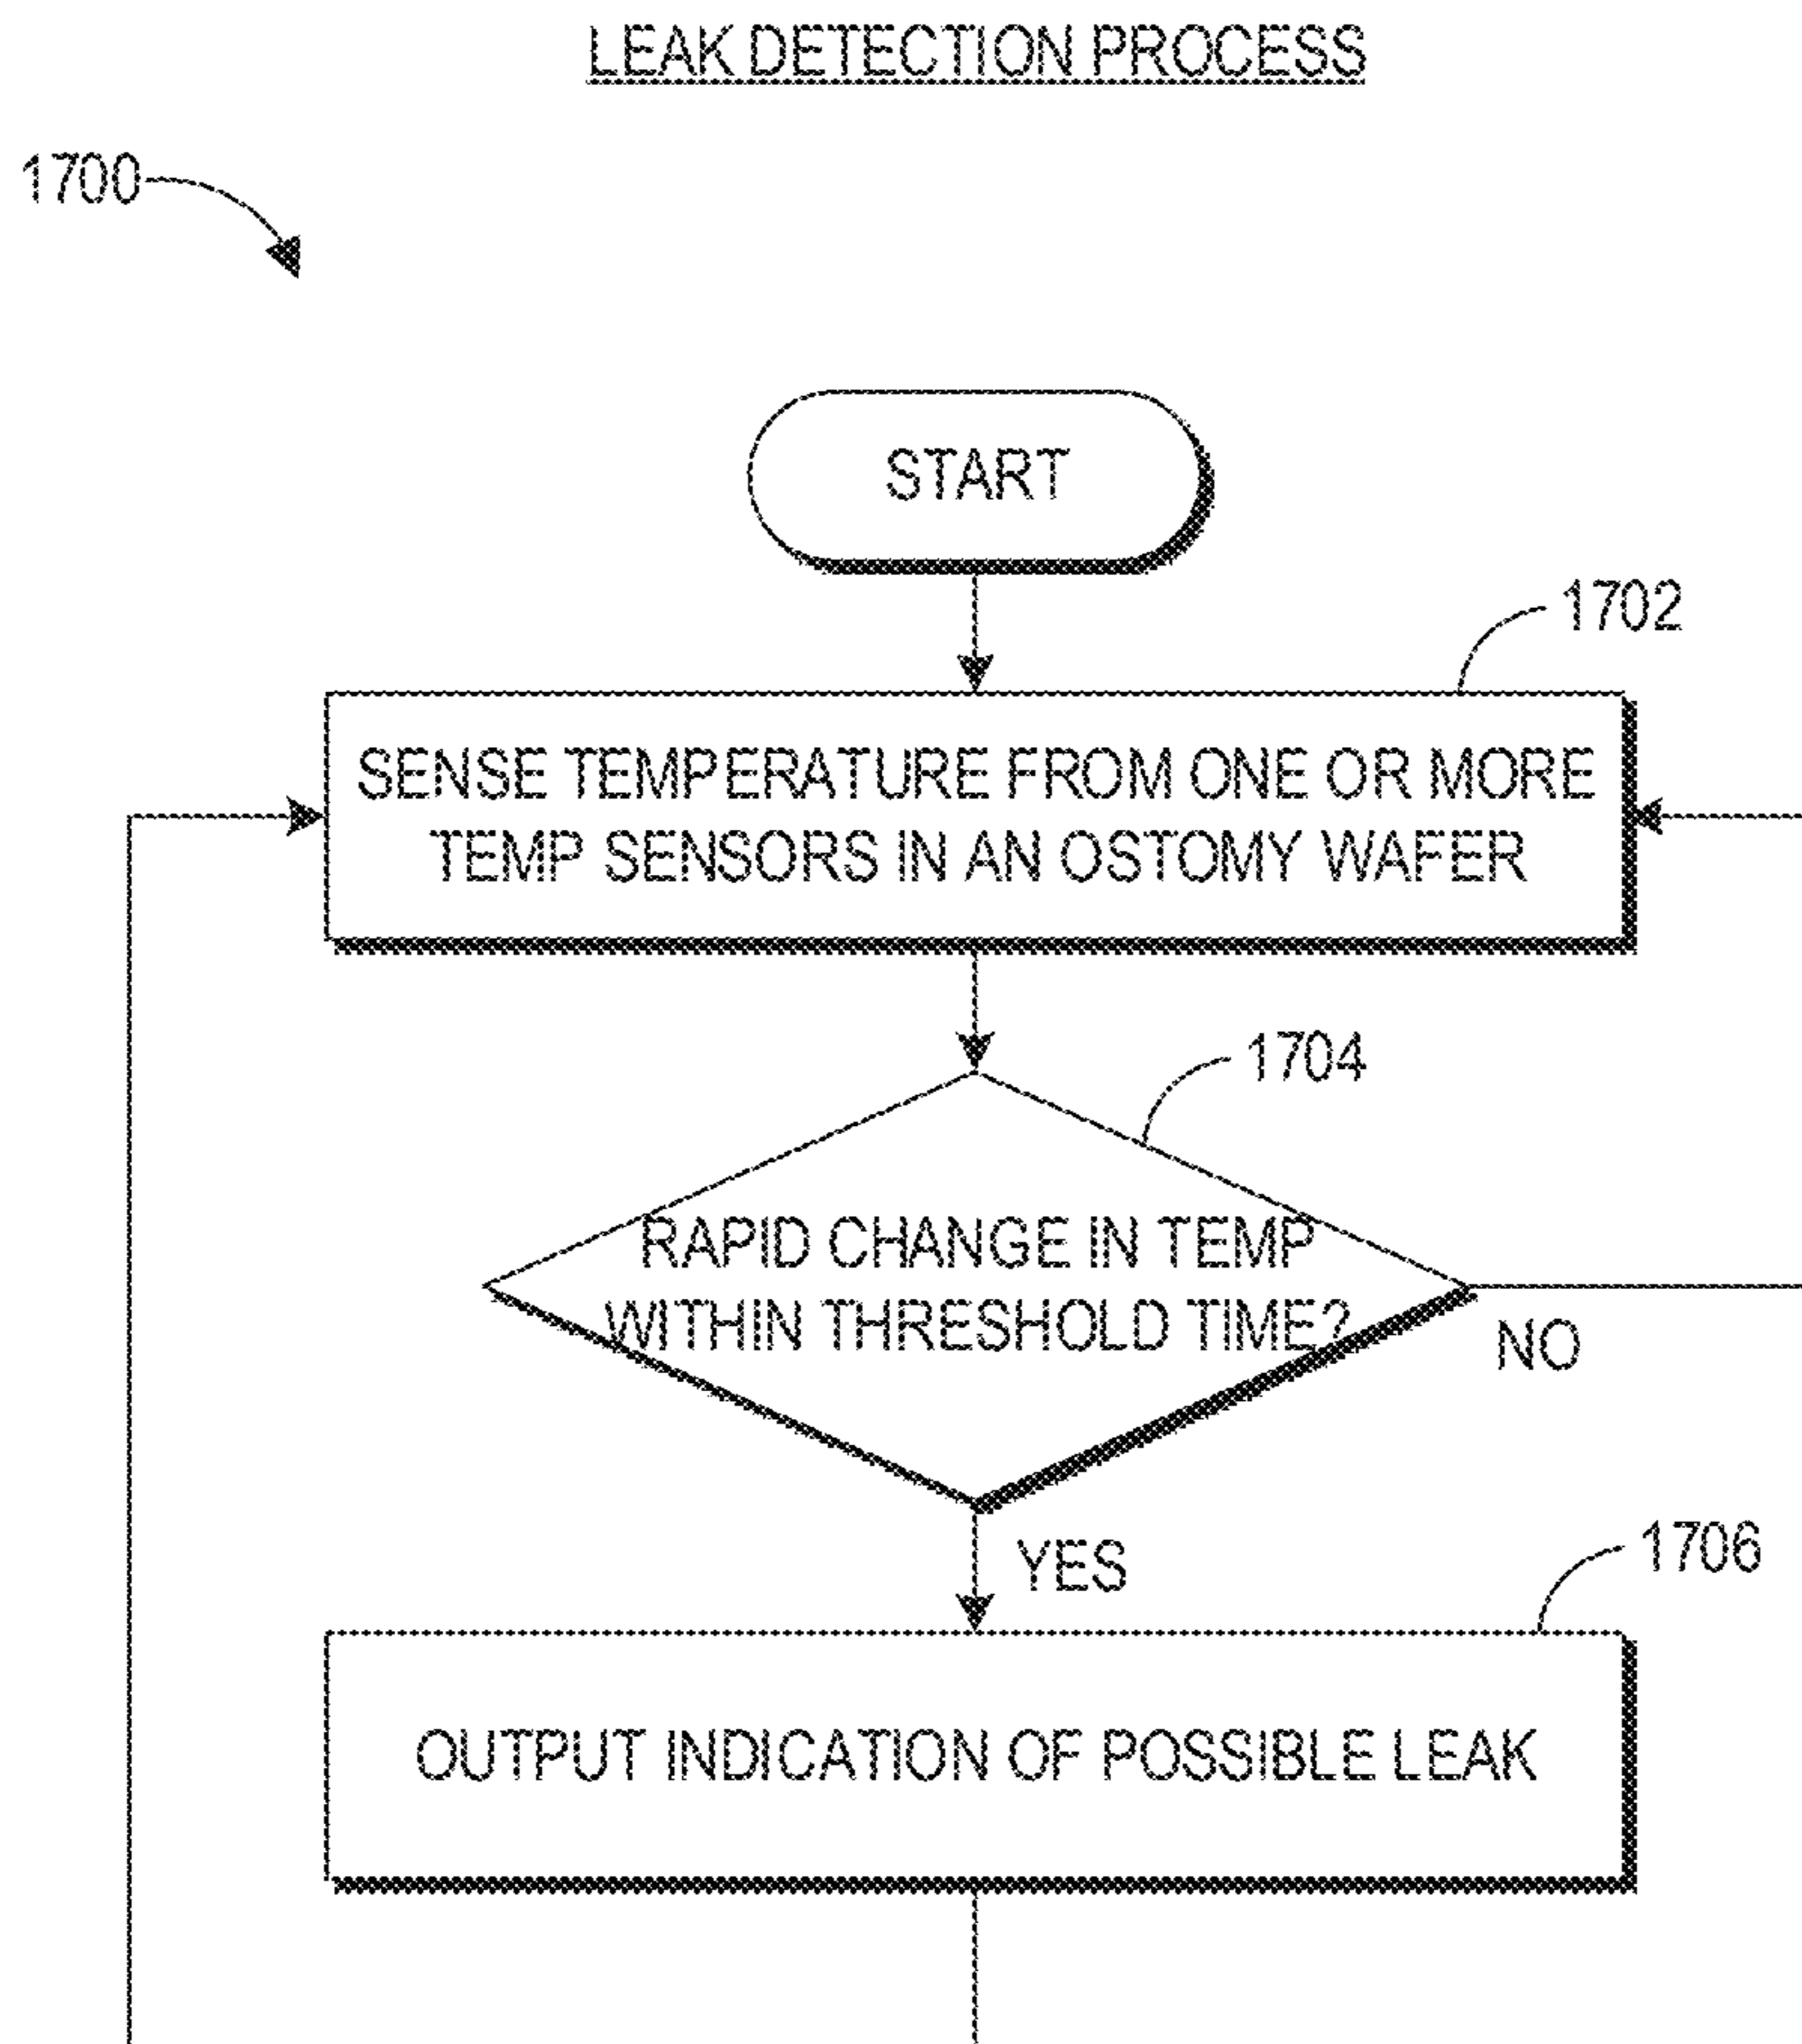 LEAK DETECTION PROCESS
1700
START
1702
SENSE TEMPERATURE FROM ONE OR MORE
TEMP SENSORS IN AN OSTOMY WAFER
1704
RAPID CHANGE IN TEMP
WITHIN THRESHOLD TIME?
NO
YES
1706
OUTPUT INDICATION OF POSSIBLE LEAK